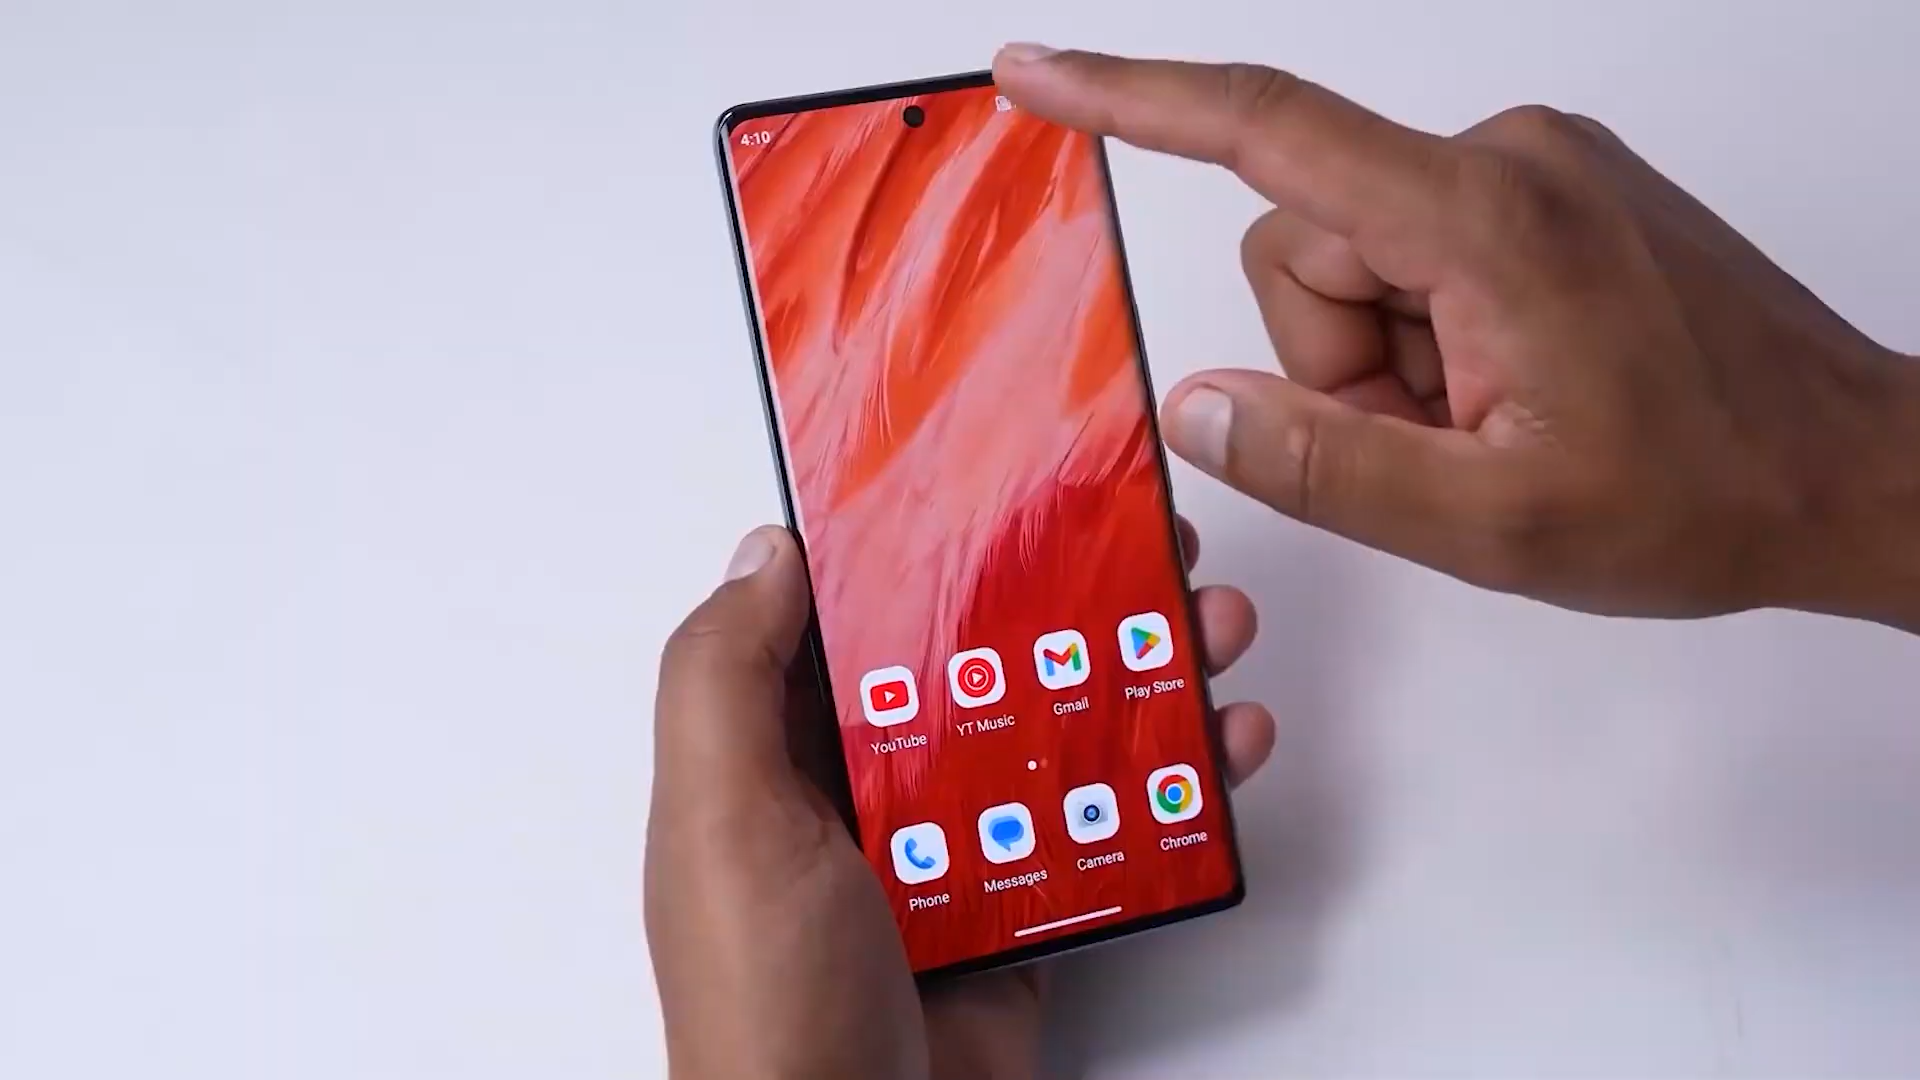 4:10
YouTube
YT Music
Gmail
Play Store
Phone
Messages
Camera
Chrome